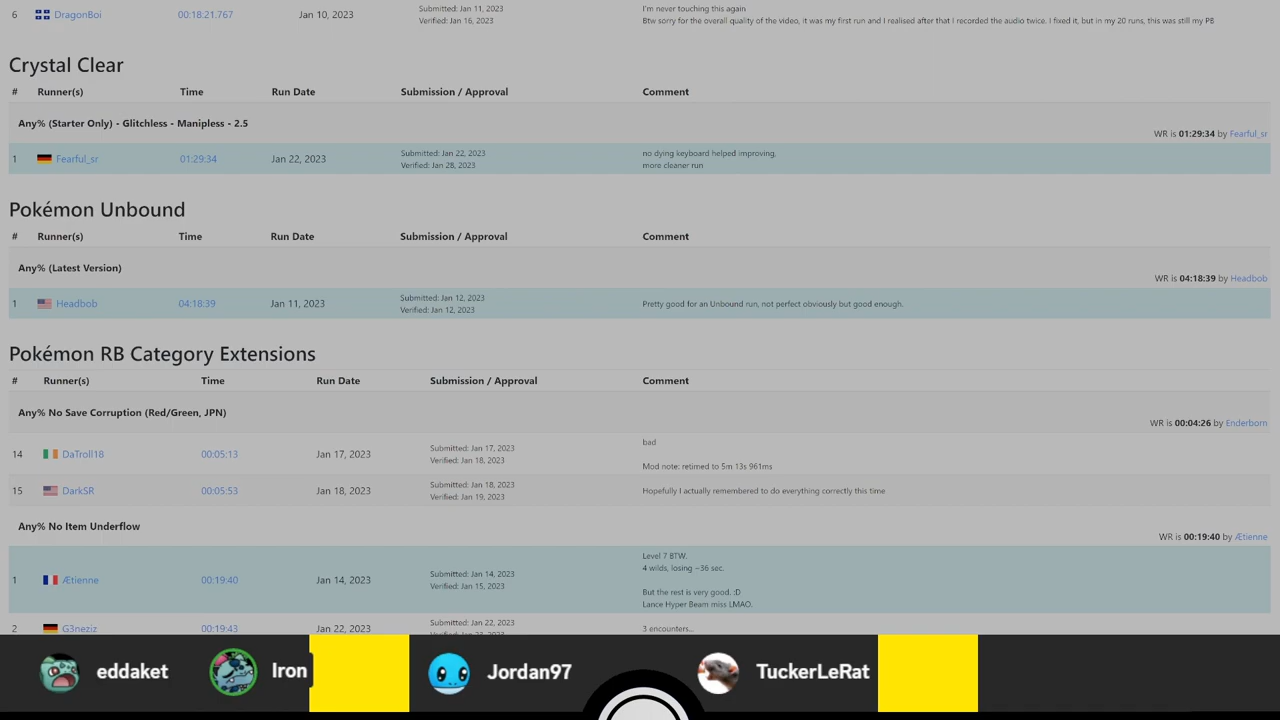 6 DragonBoi 00:18:21.767 Jan 10, 2023 Submitted: Jan 11, 2023 I'm never touching this again
Verified: Jan 16, 2023 Btw sorry for the overall quality of the video, it was my first run and I realised after that I recorded the audio twice. I fixed it, but in my 20 runs, this was still my PB
Crystal Clear
# Runner(s) Time Run Date Submission / Approval Comment
Any% (Starter Only) - Glitchless - Manipless - 2.5
WR is 01:29:34 by Fearful_sr
1 Fearful_sr 01:29:34 Jan 22, 2023 Submitted: Jan 22, 2023 no dying keyboard helped improving,
Verified: Jan 28, 2023 more cleaner run
Pokémon Unbound
# Runner(s) Time Run Date Submission / Approval Comment
Any% (Latest Version)
WR is 04:18:39 by Headbob
1 Headbob 04:18:39 Jan 11, 2023 Submitted: Jan 12, 2023 Pretty good for an Unbound run, not perfect obviously but good enough.
Verified: Jan 12, 2023
Pokémon RB Category Extensions
# Runner(s) Time Run Date Submission / Approval Comment
Any% No Save Corruption (Red/Green, JPN)
WR is 00:04:26 by Enderborn
bad
14 DaTroll18 00:05:13 Jan 17, 2023 Submitted: Jan 17, 2023
Verified: Jan 18, 2023 Mod note: retimed to 5m 13s 961ms
15 DarkSR 00:05:53 Jan 18, 2023 Submitted: Jan 18, 2023 Hopefully I actually remembered to do everything correctly this time
Verified: Jan 19, 2023
Any% No Item Underflow
WR is 00:19:40 by Ætienne
Level 7 BTW.
4 wilds, losing ~36 sec.
1 Ætienne 00:19:40 Jan 14, 2023 Submitted: Jan 14, 2023
Verified: Jan 15, 2023
But the rest is very good. :D
Lance Hyper Beam miss LMAO.
2 G3neziz 00:19:43 Jan 22, 2023 Submitted: Jan 22, 2023 3 encounters...
eddaket Iron Jordan97 TuckerLeRat